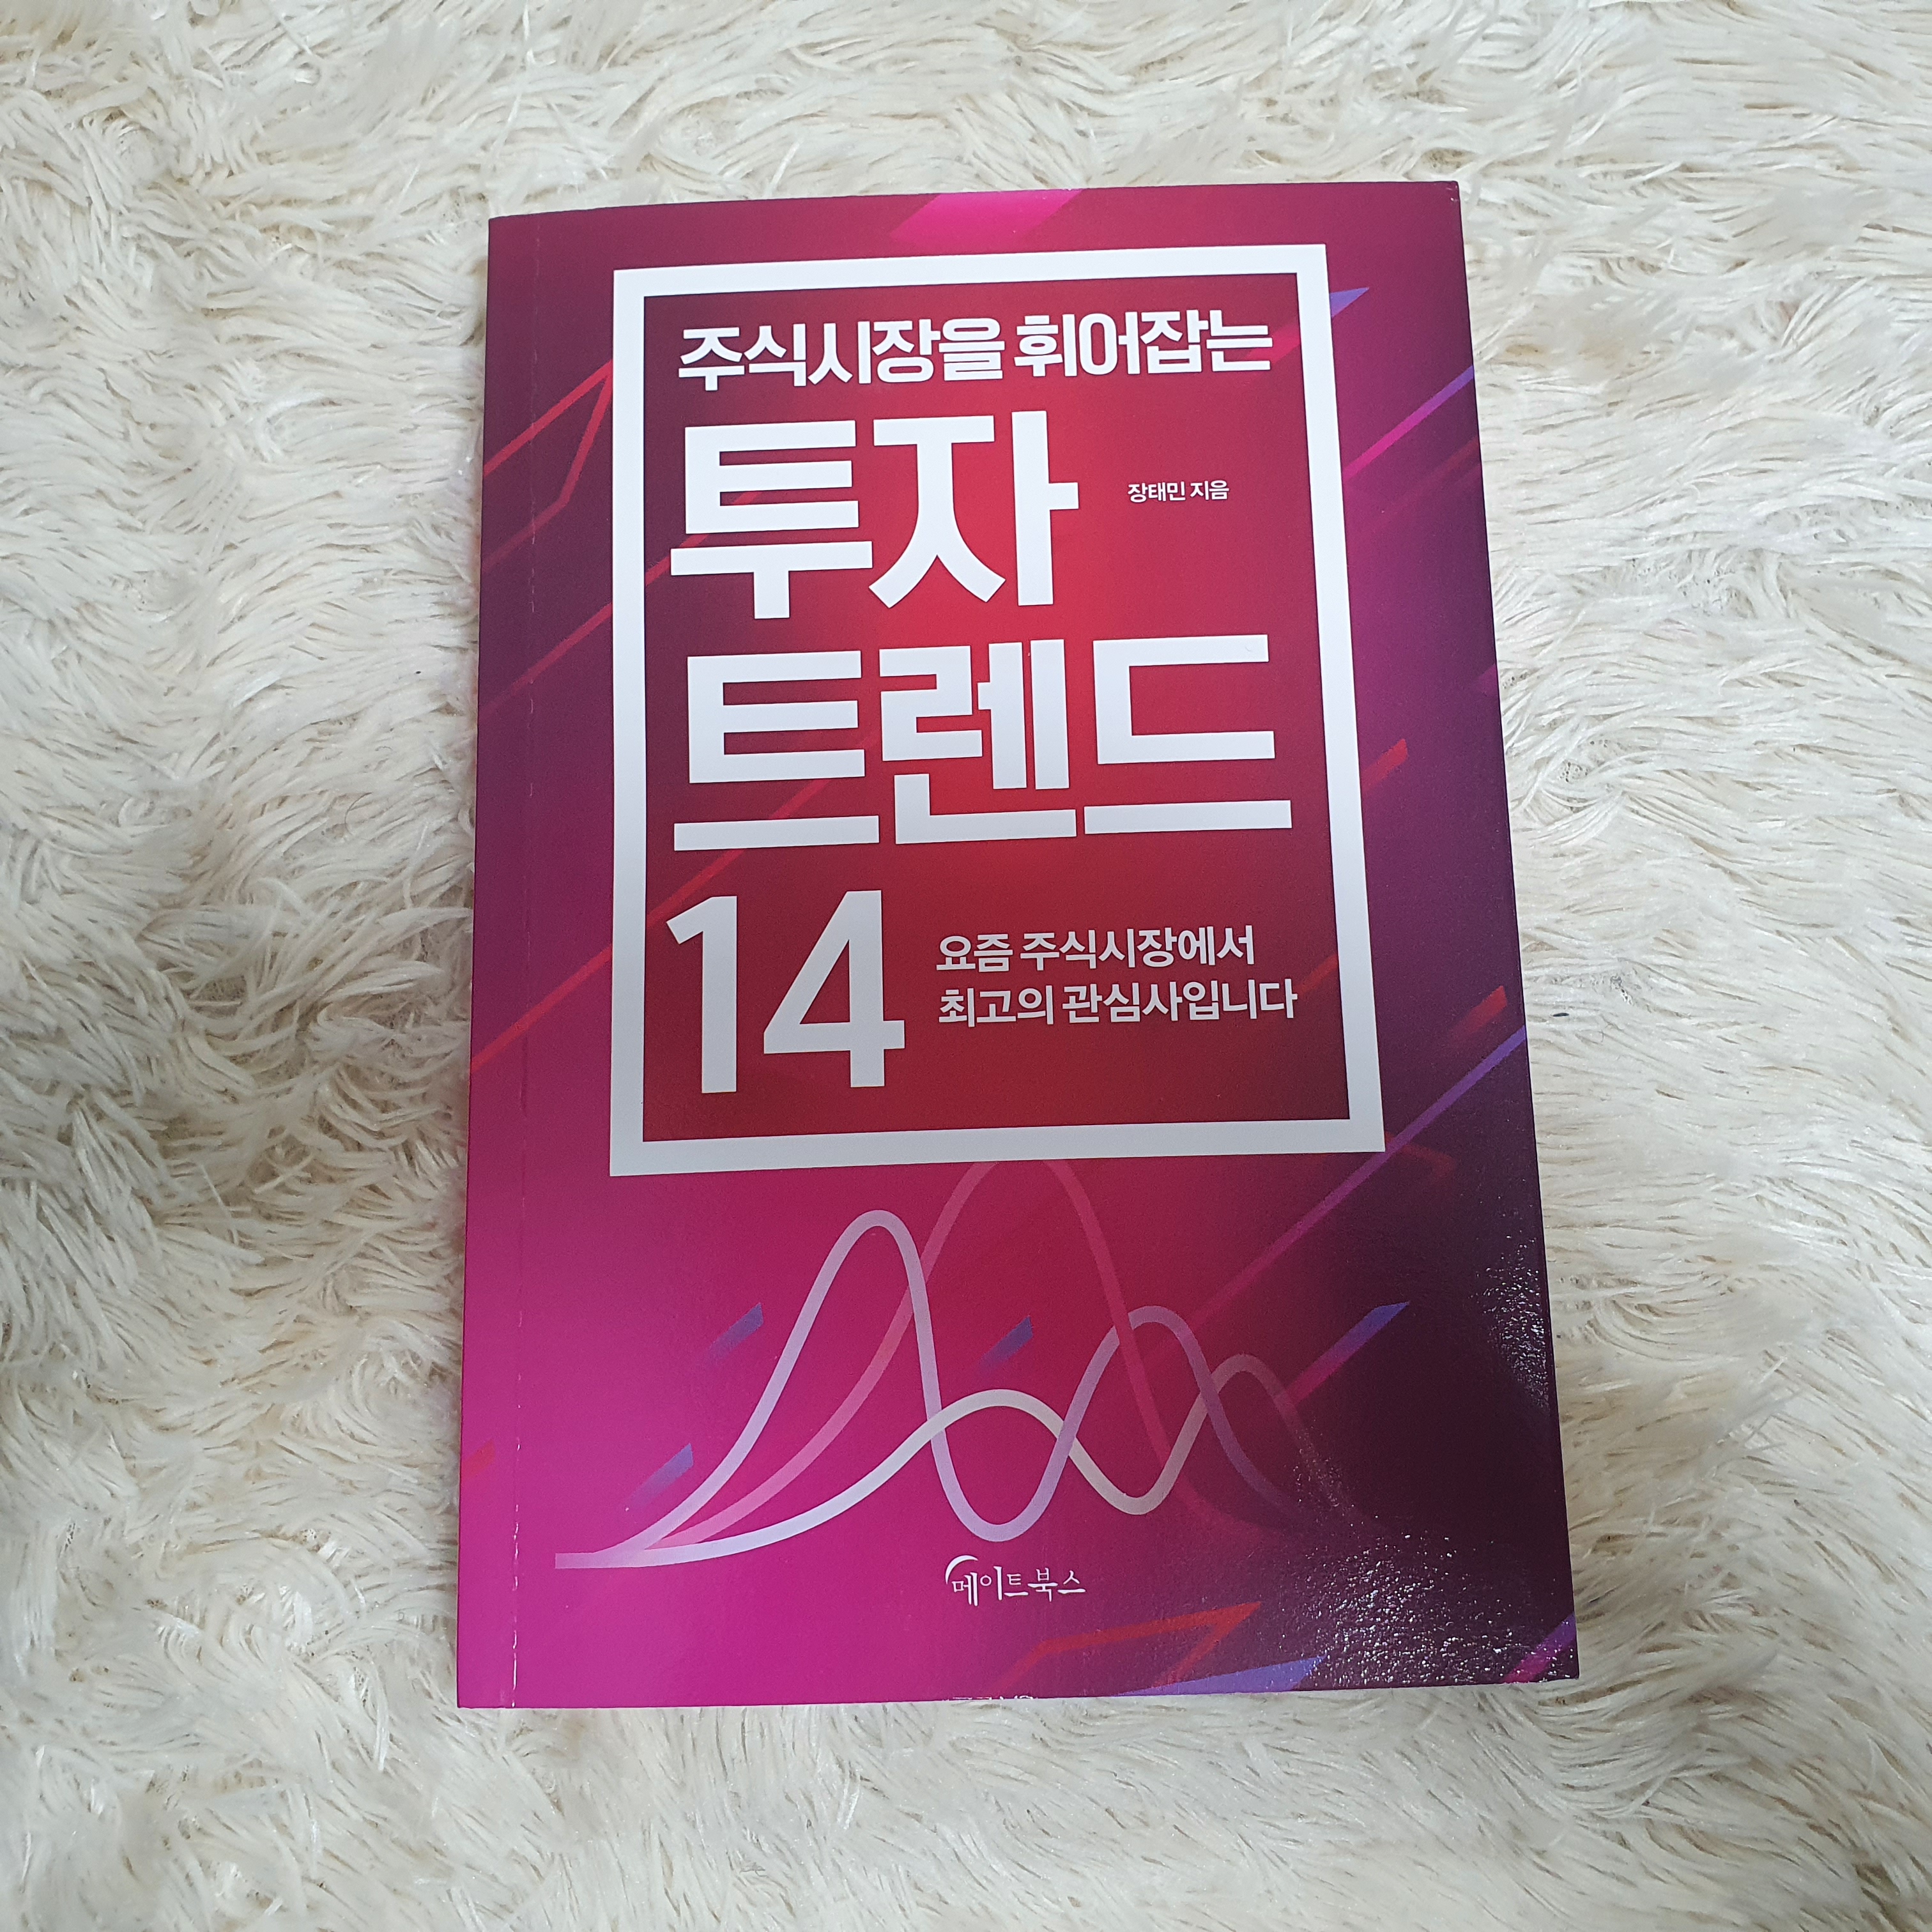 주식시장을 휘어잡는
투자
장태민 지음
트렌드
14
요즘 주식시장에서
최고의 관심사입니다
메이트북스